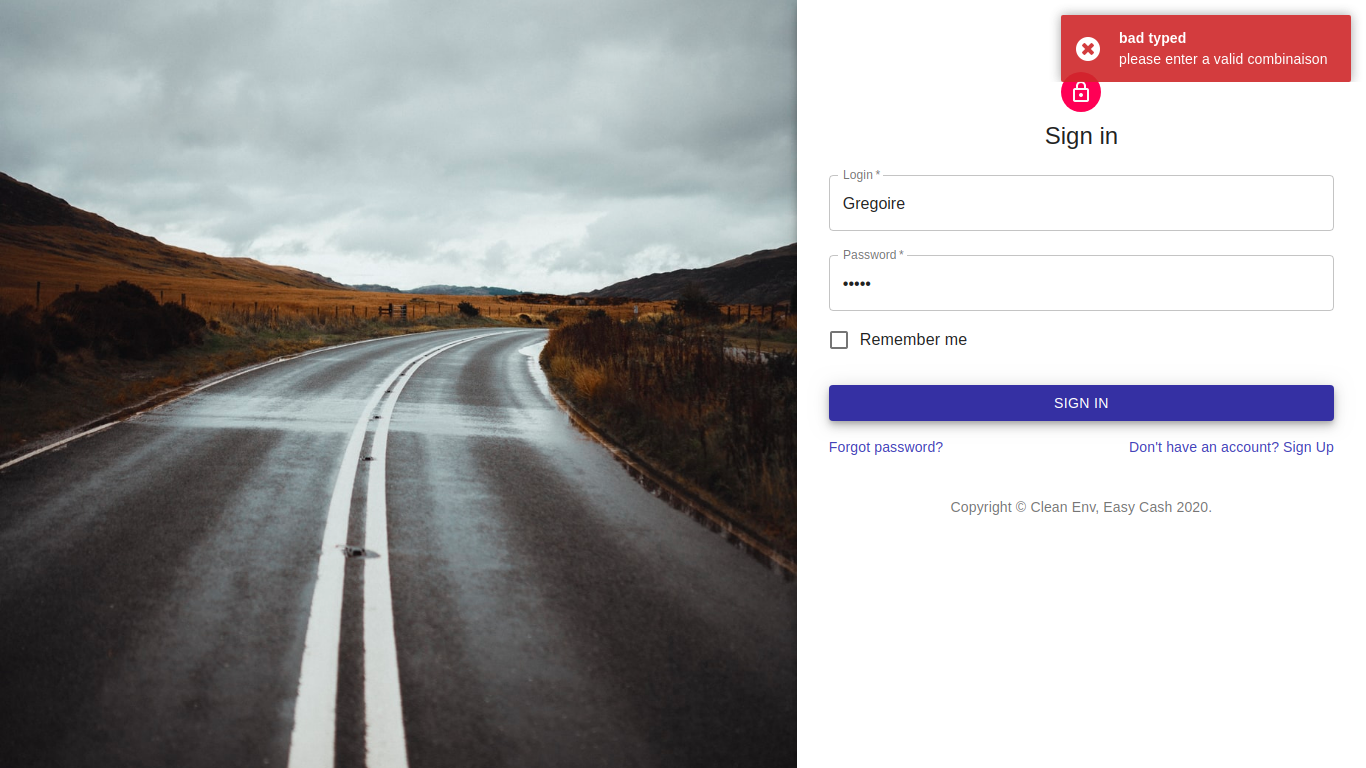 bad typed
please enter a valid combinaison
Sign in
Login *
Gregoire
Password *
•••••
Remember me
SIGN IN
Forgot password?
Don't have an account? Sign Up
Copyright © Clean Env, Easy Cash 2020.